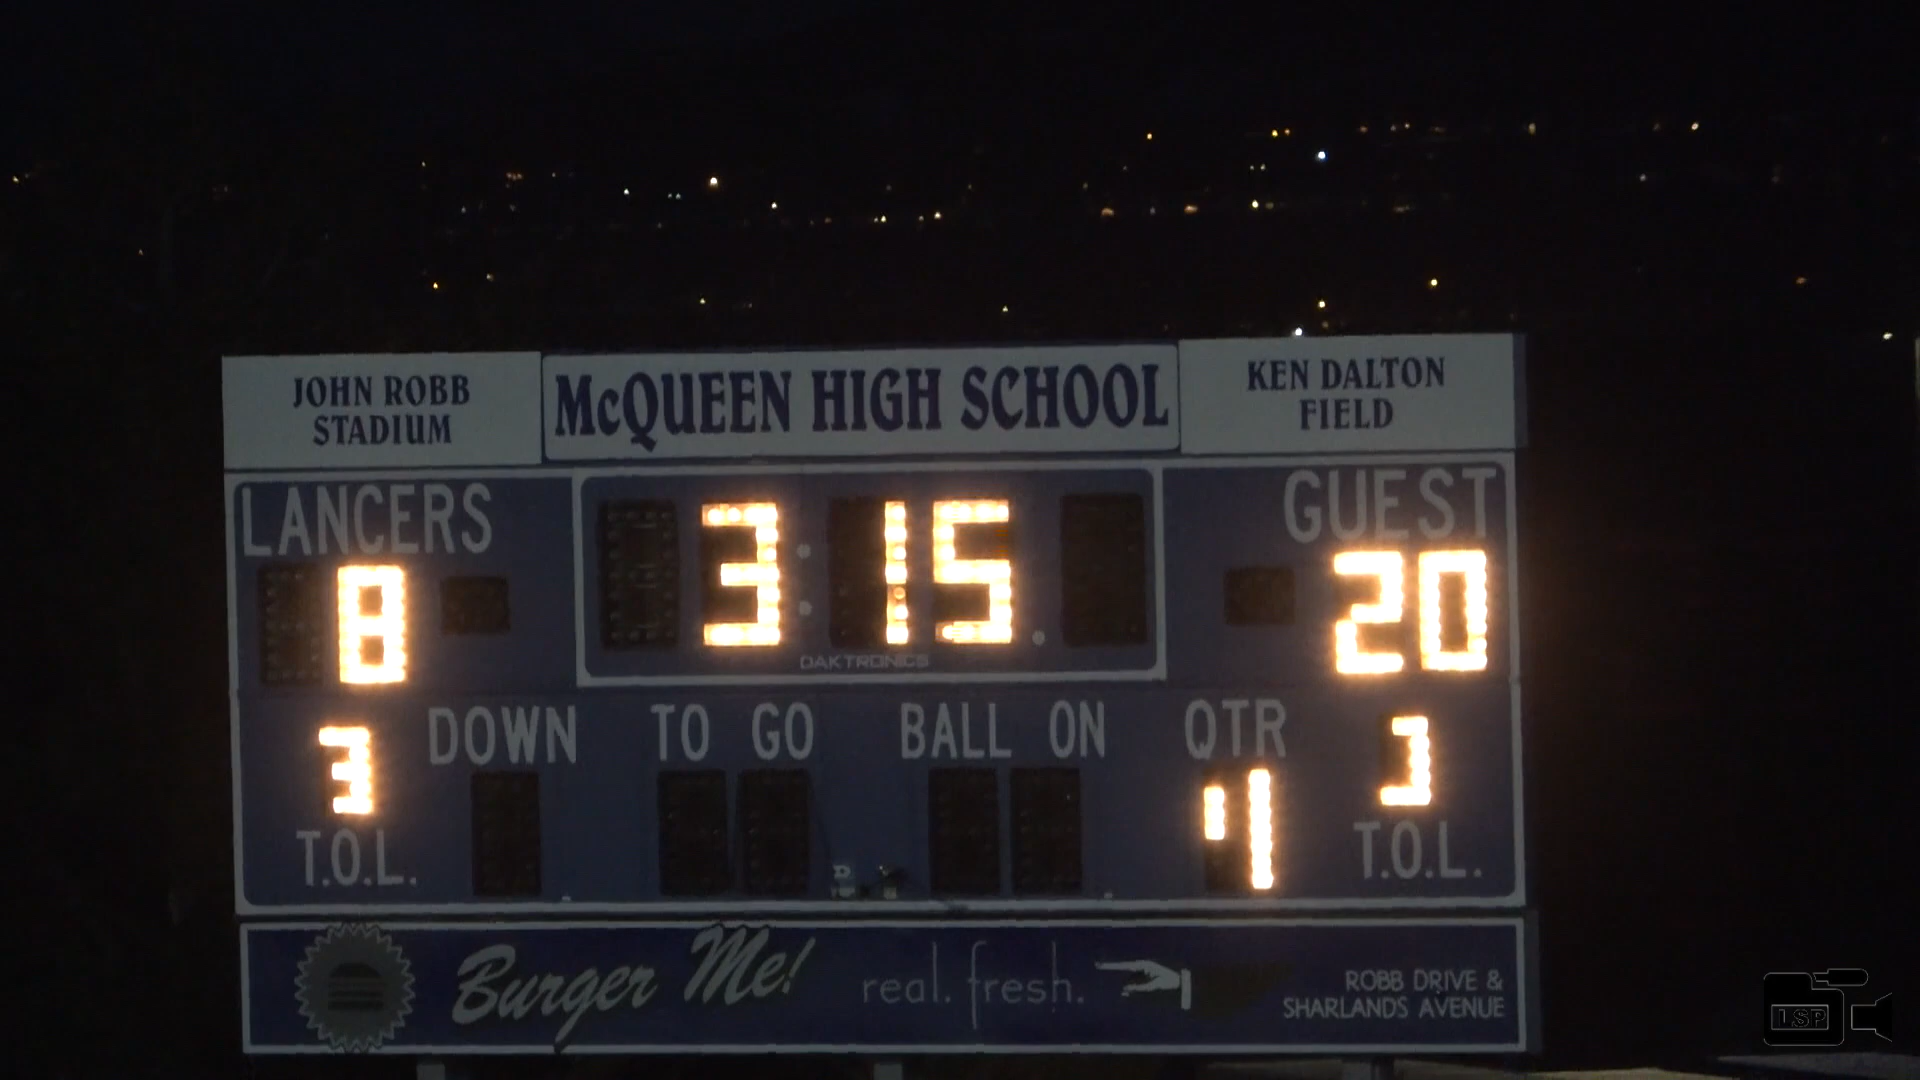 JOHN ROBB
STADIUM
McQUEEN HIGH SCHOOL
KEN DALTON
FIELD
LANCERS
GUEST
3:15
8
20
DAKTRONICS
DOWN
TO GO
BALL ON
QTR
3
3
4
T.O.L.
T.O.L.
Burger Me!
real. fresh.
ROBB DRIVE &
SHARLANDS AVENUE
LSP